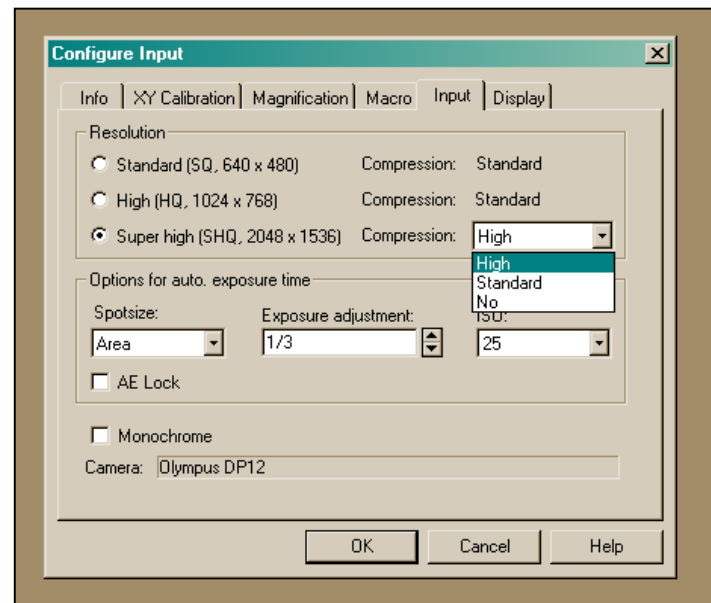 Configure Input
Info XY Calibration Magnification Macro Input Display
Resolution
Standard (SQ, 640 x 480) Compression: Standard
High (HQ, 1024 x 768) Compression: Standard
Super high (SHQ, 2048 x 1536) Compression: High
High
Standard
No
Options for auto. exposure time
Spotsize: Exposure adjustment: ISO:
Area 1/3 25
AE Lock
Monochrome
Camera: Olympus DP12
OK Cancel Help